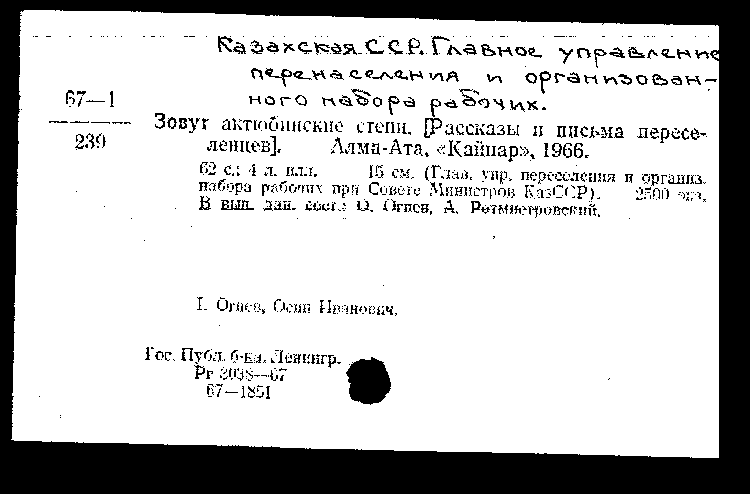 Казахская ССР. Главное управление
перенаселения и организован-
ного набора рабочих.
67—1
239
Зовут актюбинские степи. [Рассказы и письма пересе-
ленцев]. Алма-Ата, «Кайнар», 1966.
62 с.; 4 л. илл. 15 см. (Глав. упр. переселения и организ.
набора рабочих при Совете Министров КазССР). 2500 экз.
В вып. дан. сост.: О. Огнев, А. Ротмистровский.
I. Огнев, Осип Иванович.
Гос. Публ. б-ка. Ленингр.
Рг 3038—67
67—1851